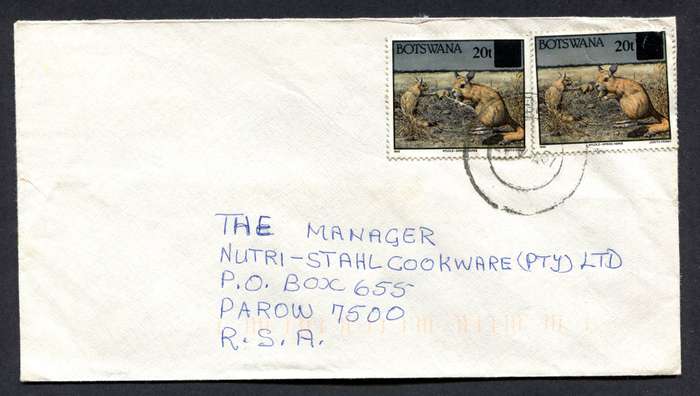 BOTSWANA 20t
BOTSWANA 20t
THE MANAGER
NUTRI-STAHL COOKWARE (PTY) LTD
P.O. BOX 655
PAROW 7500
R.S.A.